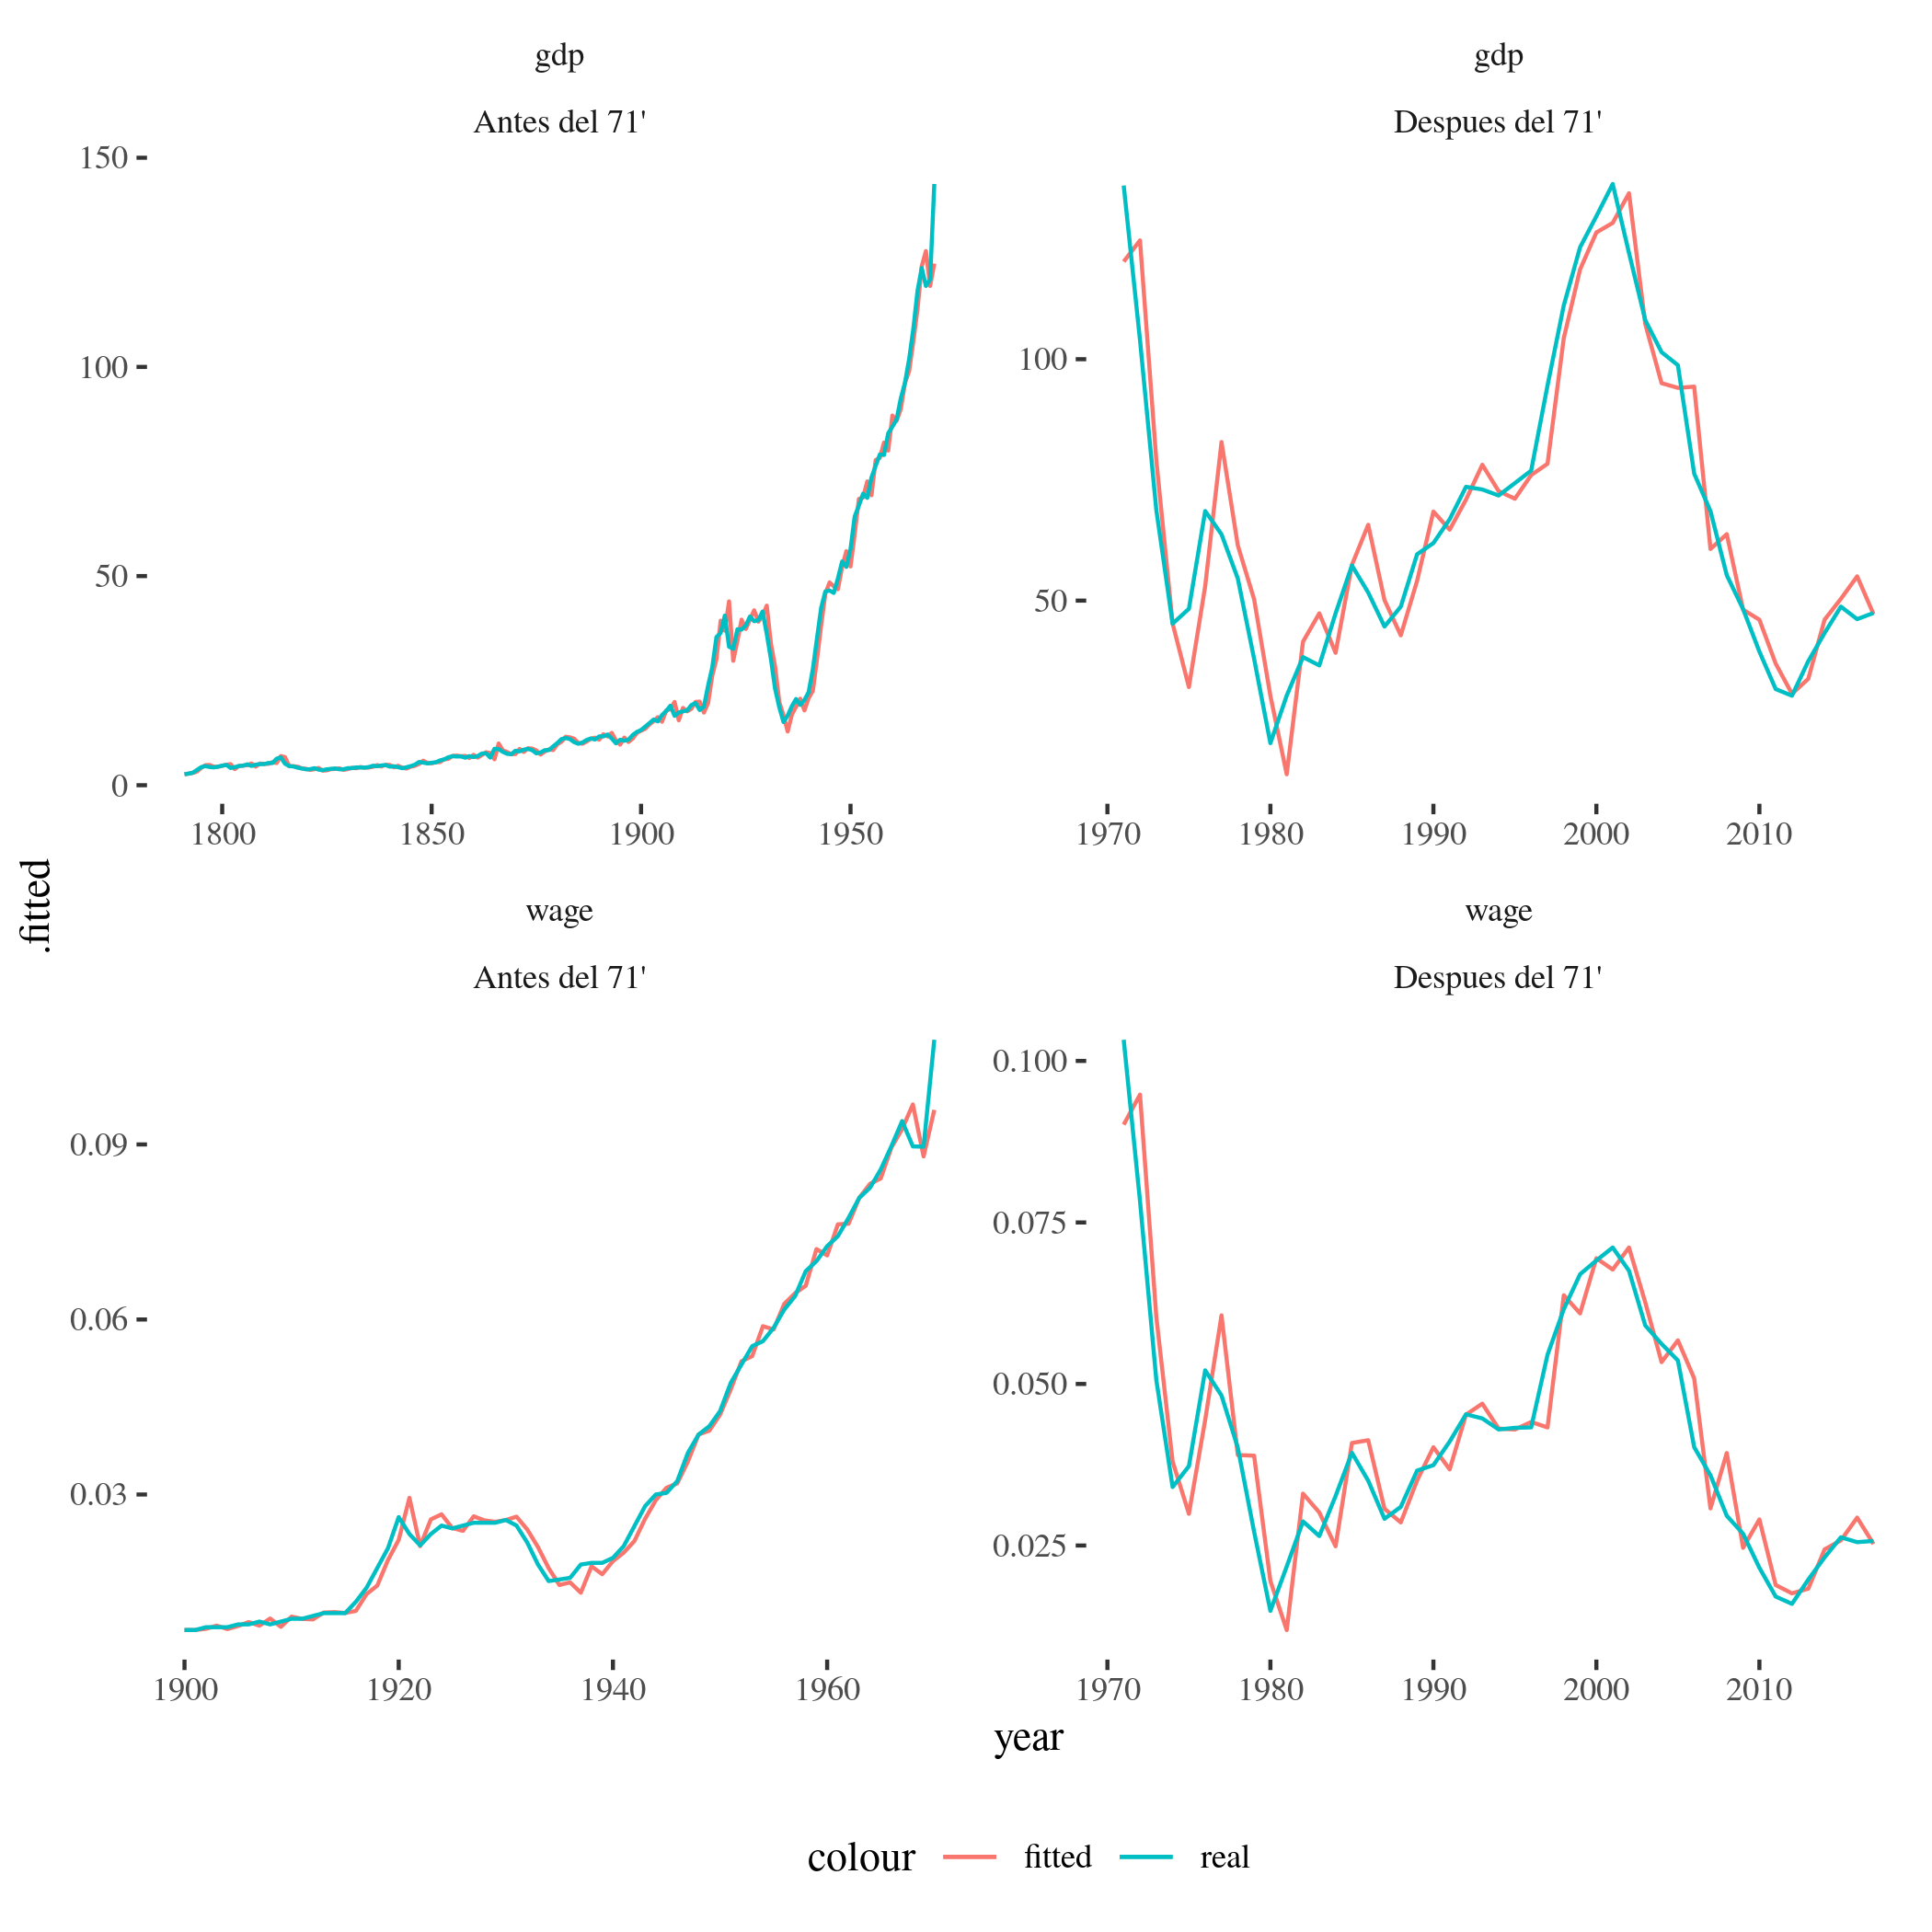 gdp
gdp
Antes del 71'
Despues del 71'
150
100
50
0
100
50
1800
1850
1900
1950
1970
1980
1990
2000
2010
.fitted
wage
wage
Antes del 71'
Despues del 71'
0.09
0.06
0.03
0.100
0.075
0.050
0.025
1900
1920
1940
1960
1970
1980
1990
2000
2010
year
colour fitted real